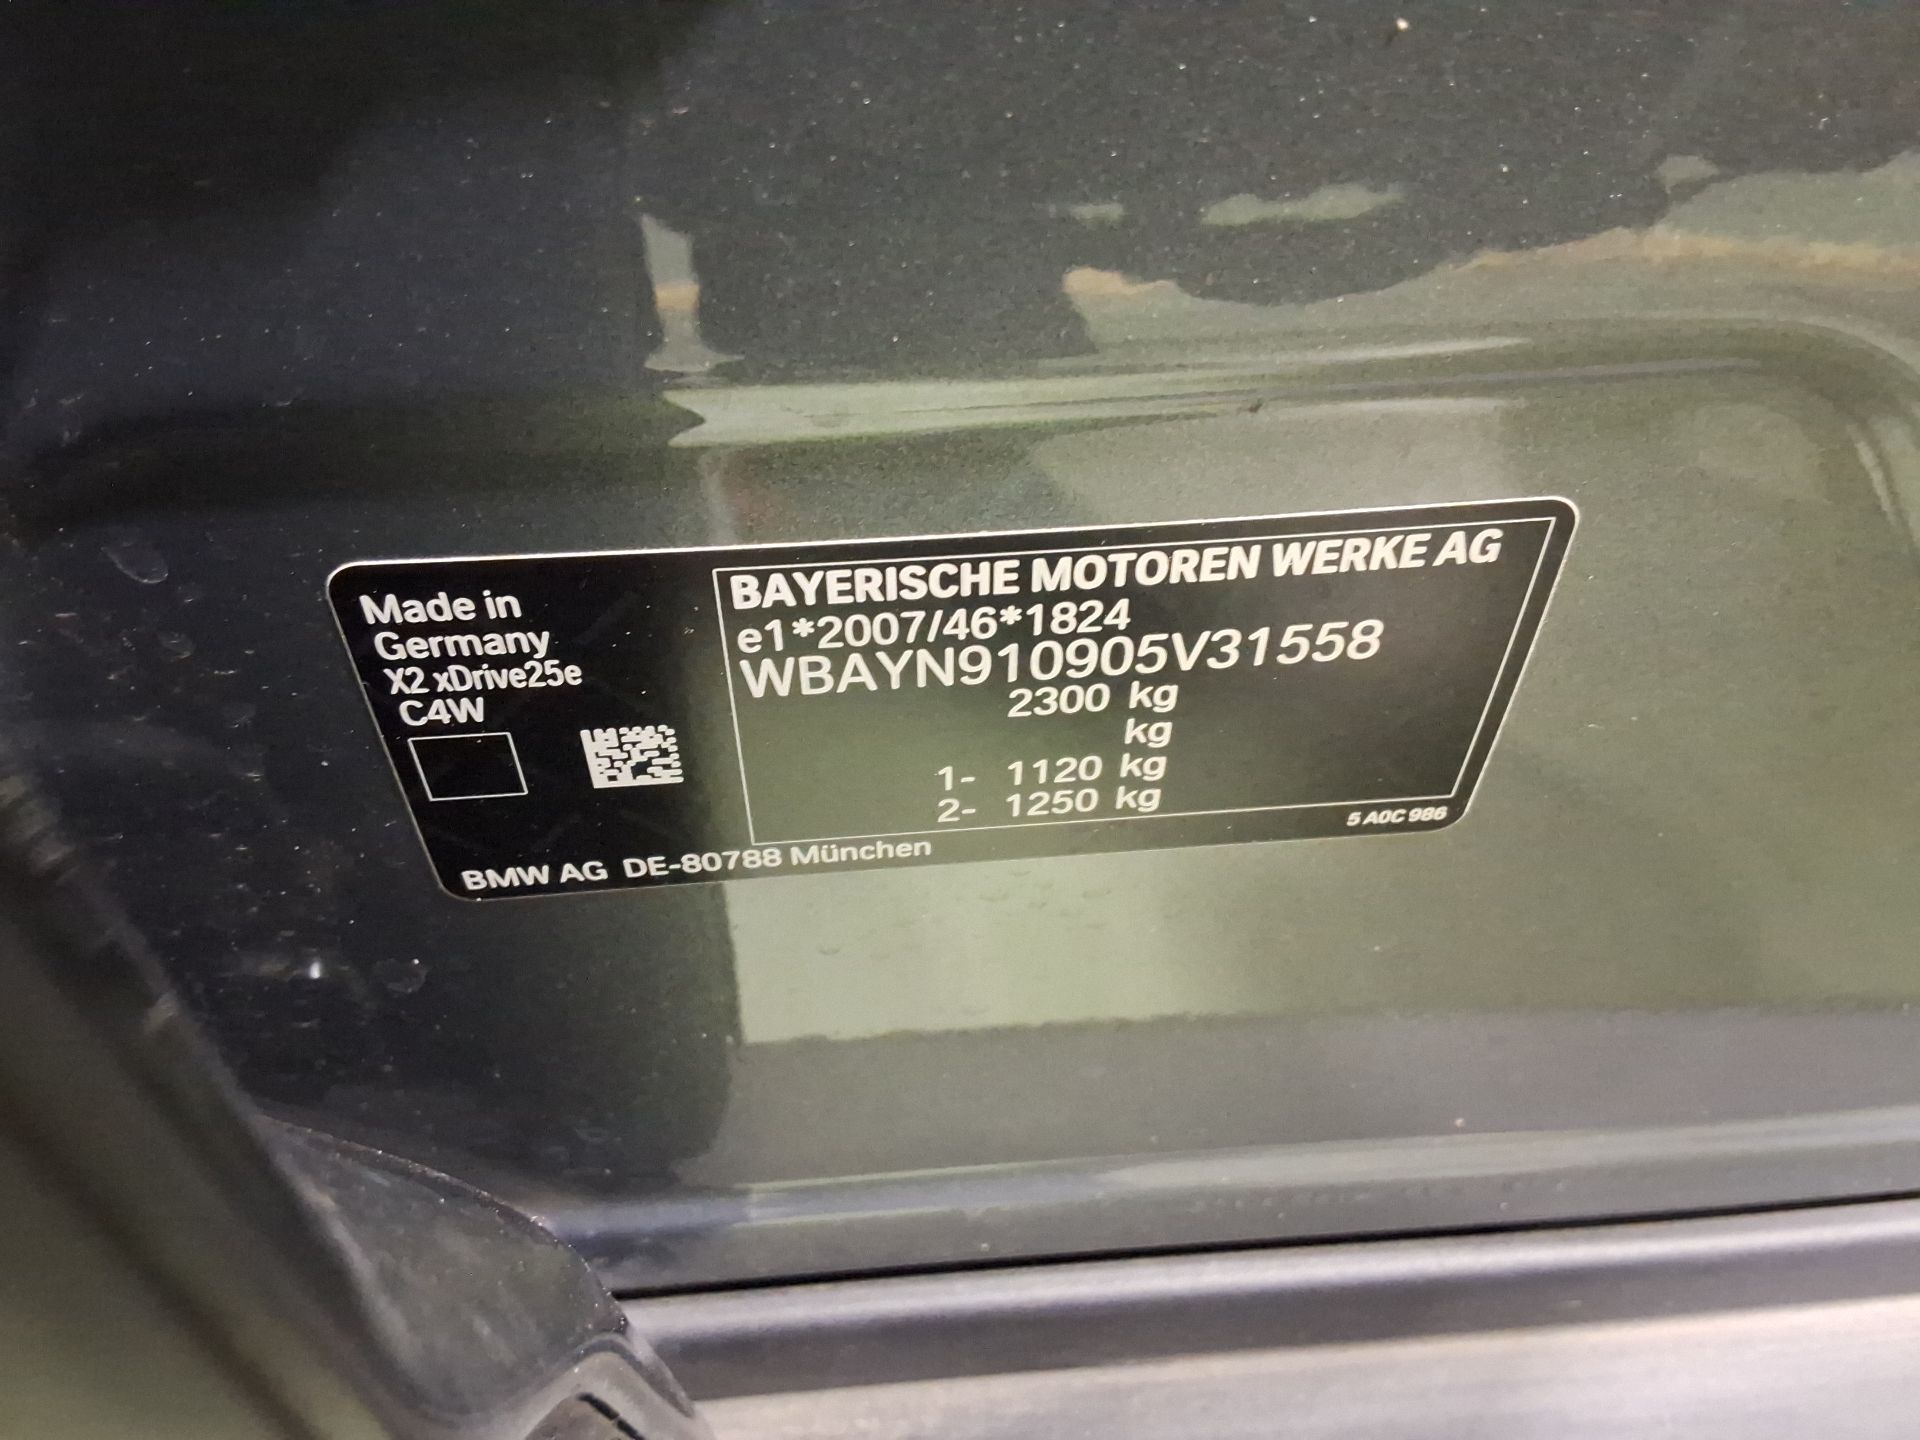 Made in
Germany
X2 xDrive25e
C4W
BAYERISCHE MOTOREN WERKE AG
e1*2007/46*1824
WBAYN910905V31558
2300 kg
kg
1- 1120 kg
2- 1250 kg
5 A0C 986
BMW AG DE-80788 München